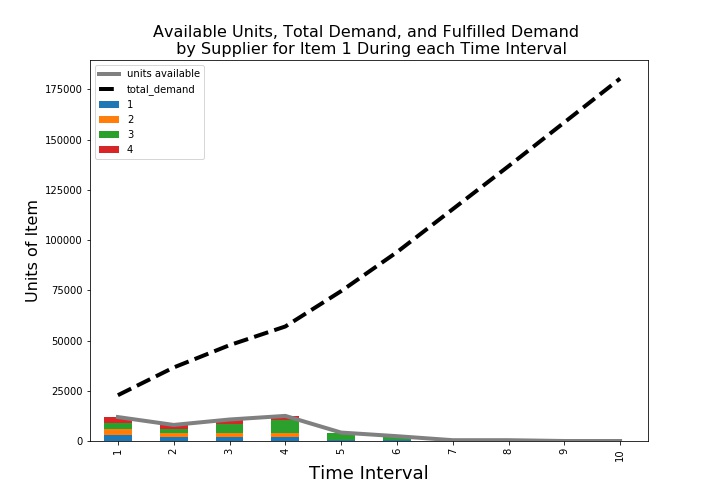 Available Units, Total Demand, and Fulfilled Demand
by Supplier for Item 1 During each Time Interval
units available
total_demand
1
2
3
4
175000
150000
125000
100000
75000
50000
25000
0
Units of Item
1 2 3 4 5 6 7 8 9 10
Time Interval